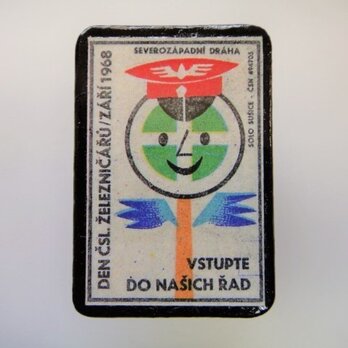 SEVEROZÁPADNÍ DRÁHA
DEN ČSL. ŽELEZNIČÁŘŮ/ZÁŘÍ 1968
SOLO SUŠICE - ČSN
VSTUPTE
DO NAŠICH ŘAD